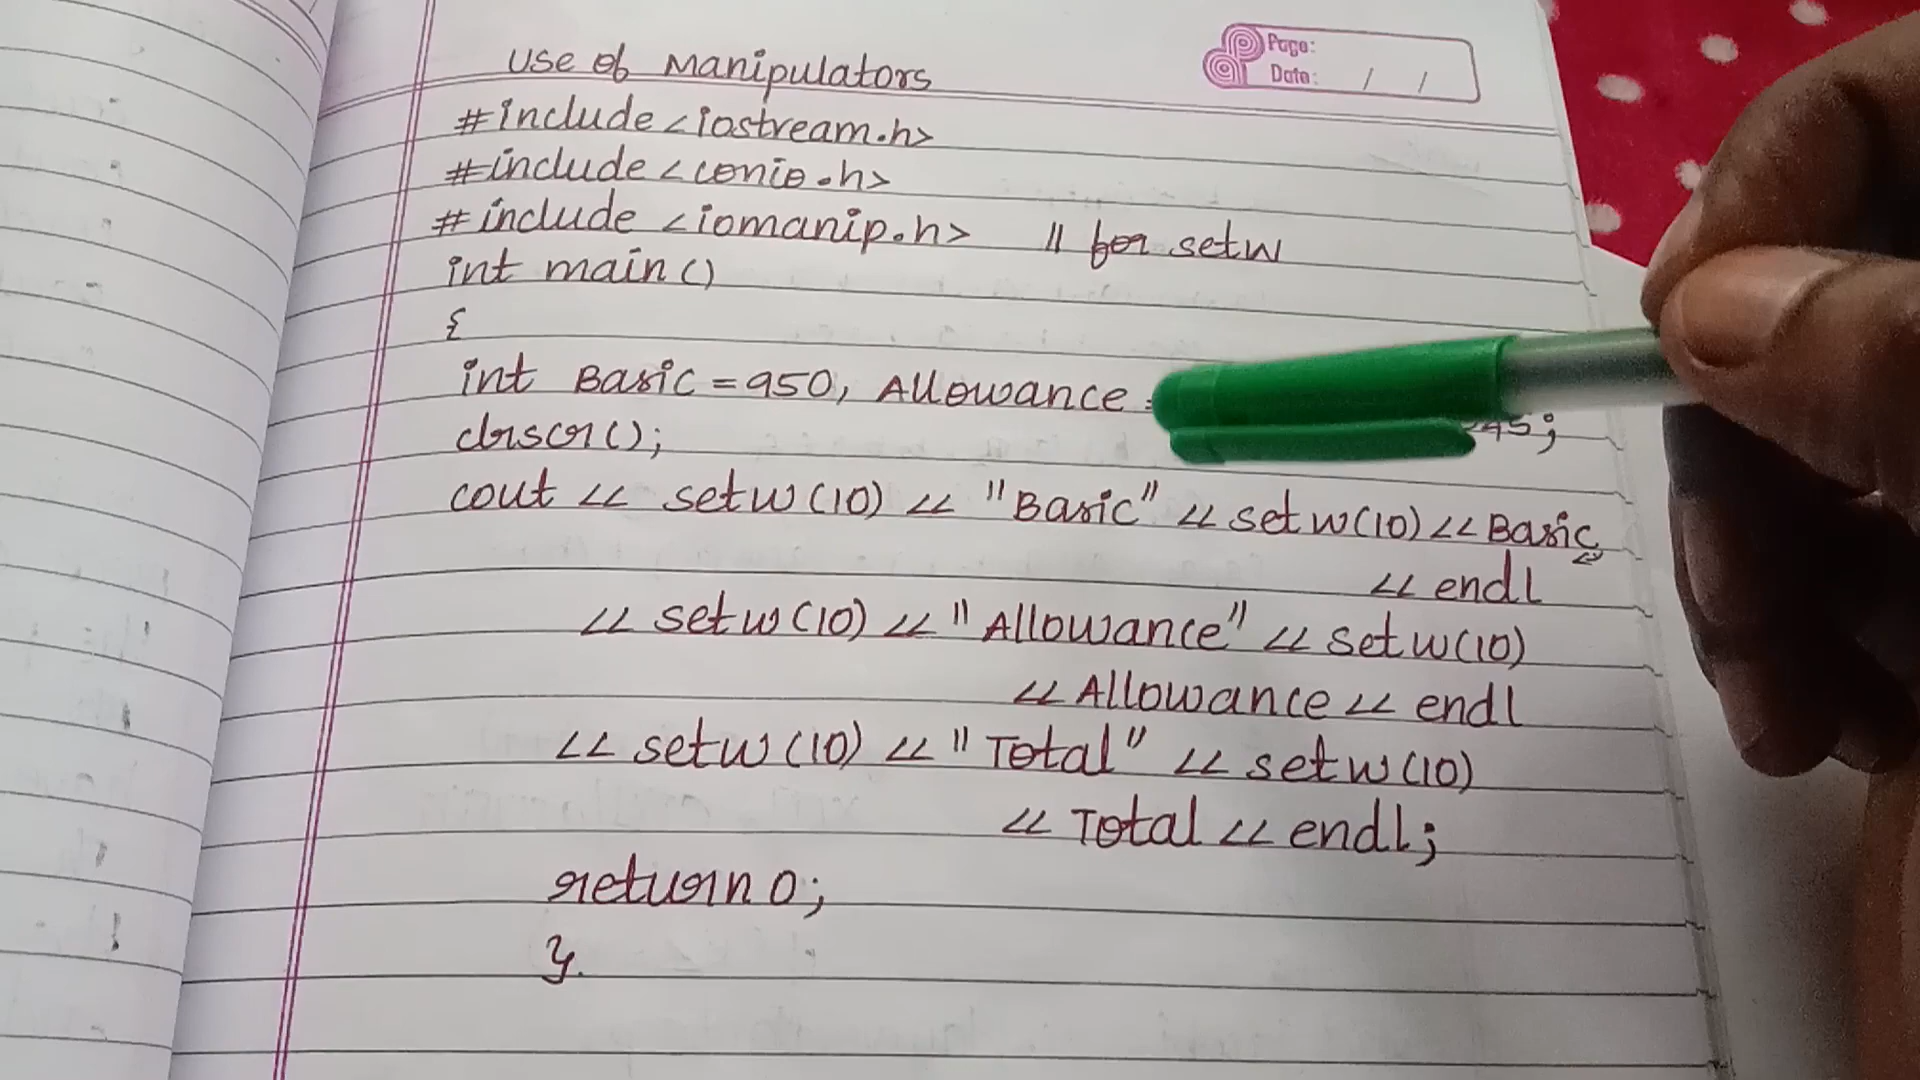 Use of Manipulators
Page:
Date: / /
#include <iostream.h>
#include <conio.h>
#include <iomanip.h> // for setw
int main()
{
int Basic = 950, Allowance 45;
clrscr();
cout << setw(10) << "Basic" << setw(10) << Basic
<< endl
<< setw(10) << "Allowance" << setw(10)
<< Allowance << endl
<< setw(10) << "Total" << setw(10)
<< Total << endl;
return 0;
}.